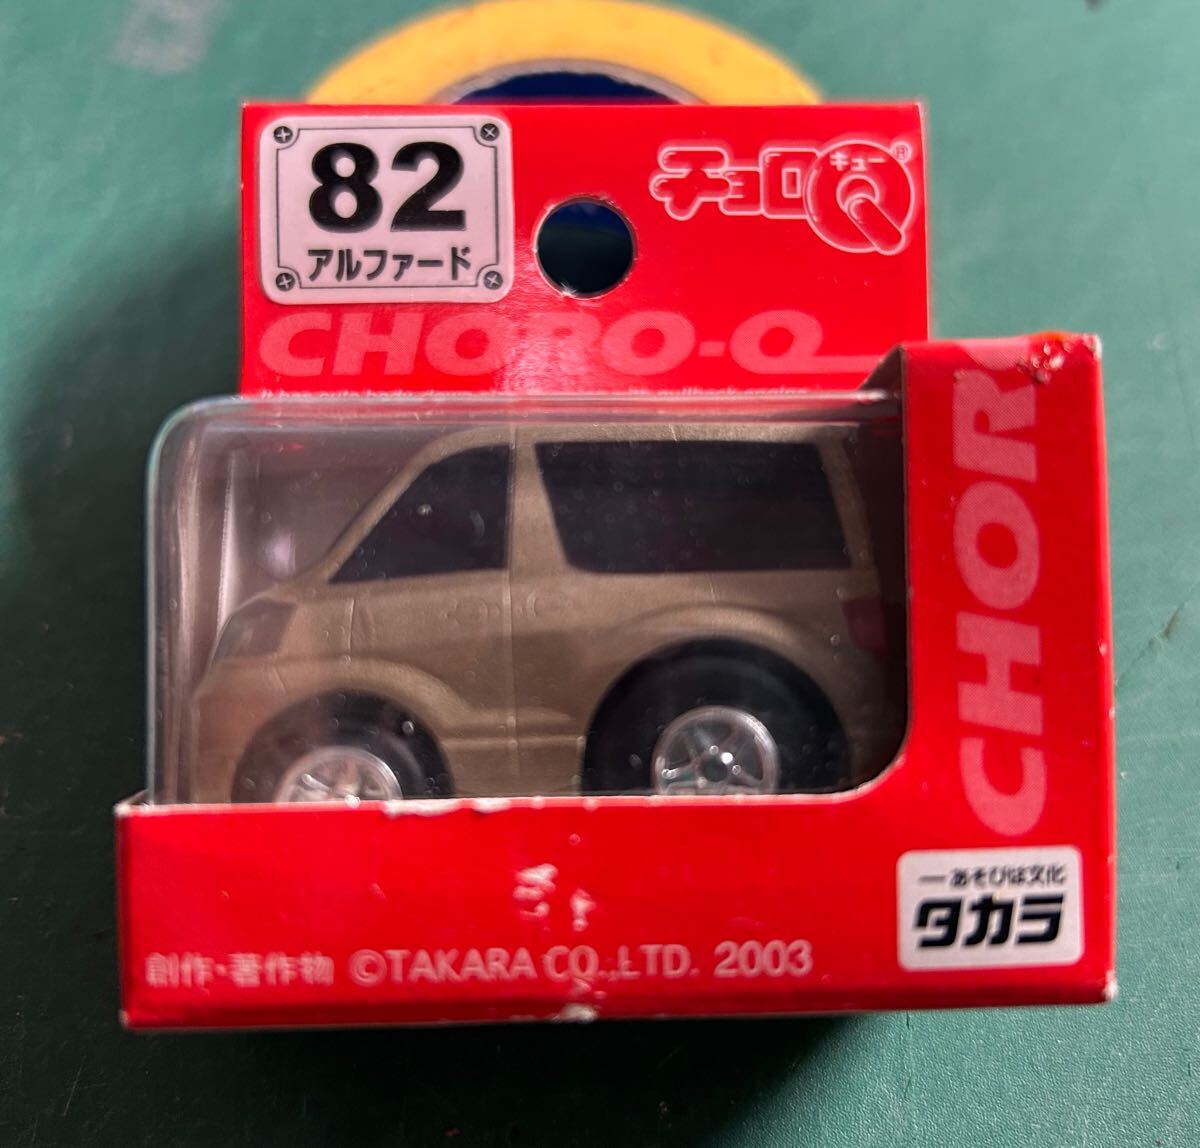 82
アルファード
チョロキューQ®
CHORO-Q
CHOR
創作・著作物 ©TAKARA CO.,LTD. 2003
―あそびは文化
タカラ